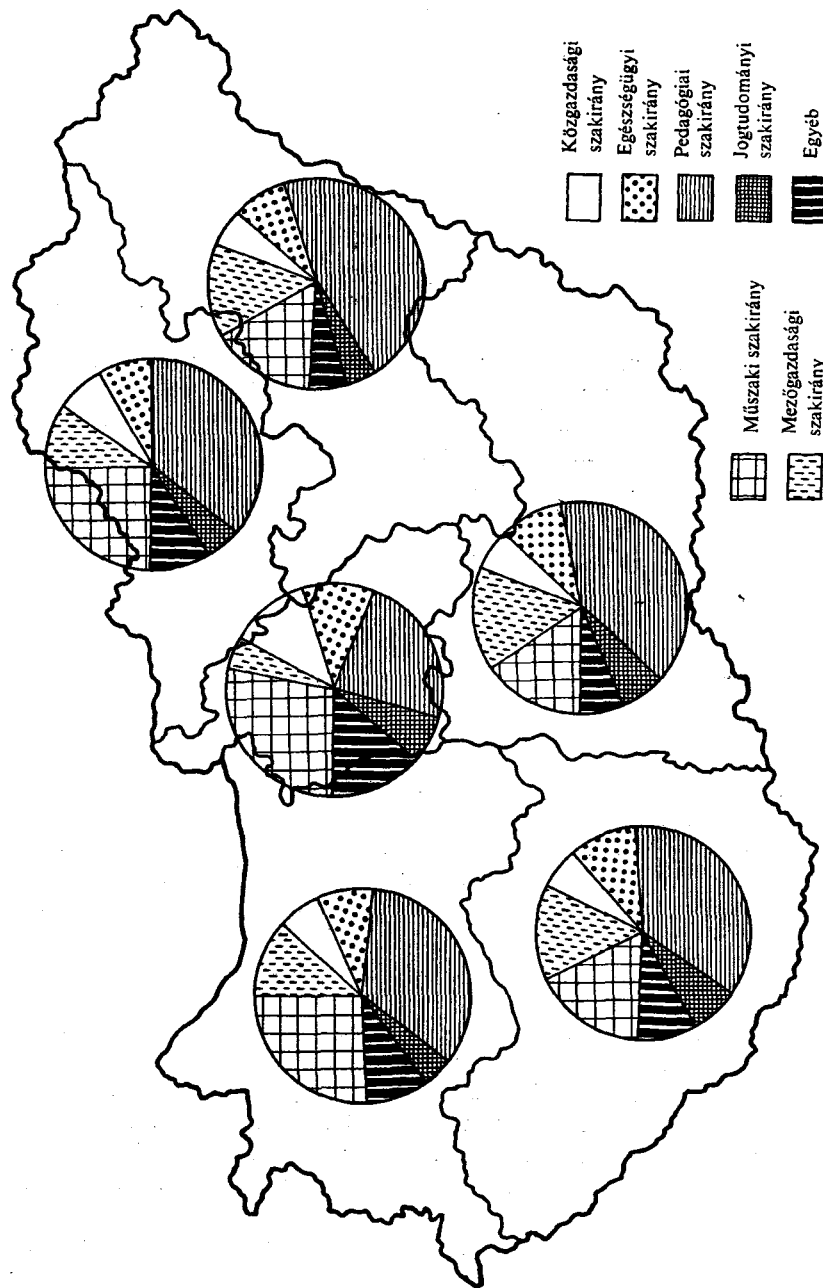 Műszaki szakirány
Mezőgazdasági
szakirány
Közgazdasági
szakirány
Egészségügyi
szakirány
Pedagógiai
szakirány
Jogtudományi
szakirány
Egyéb